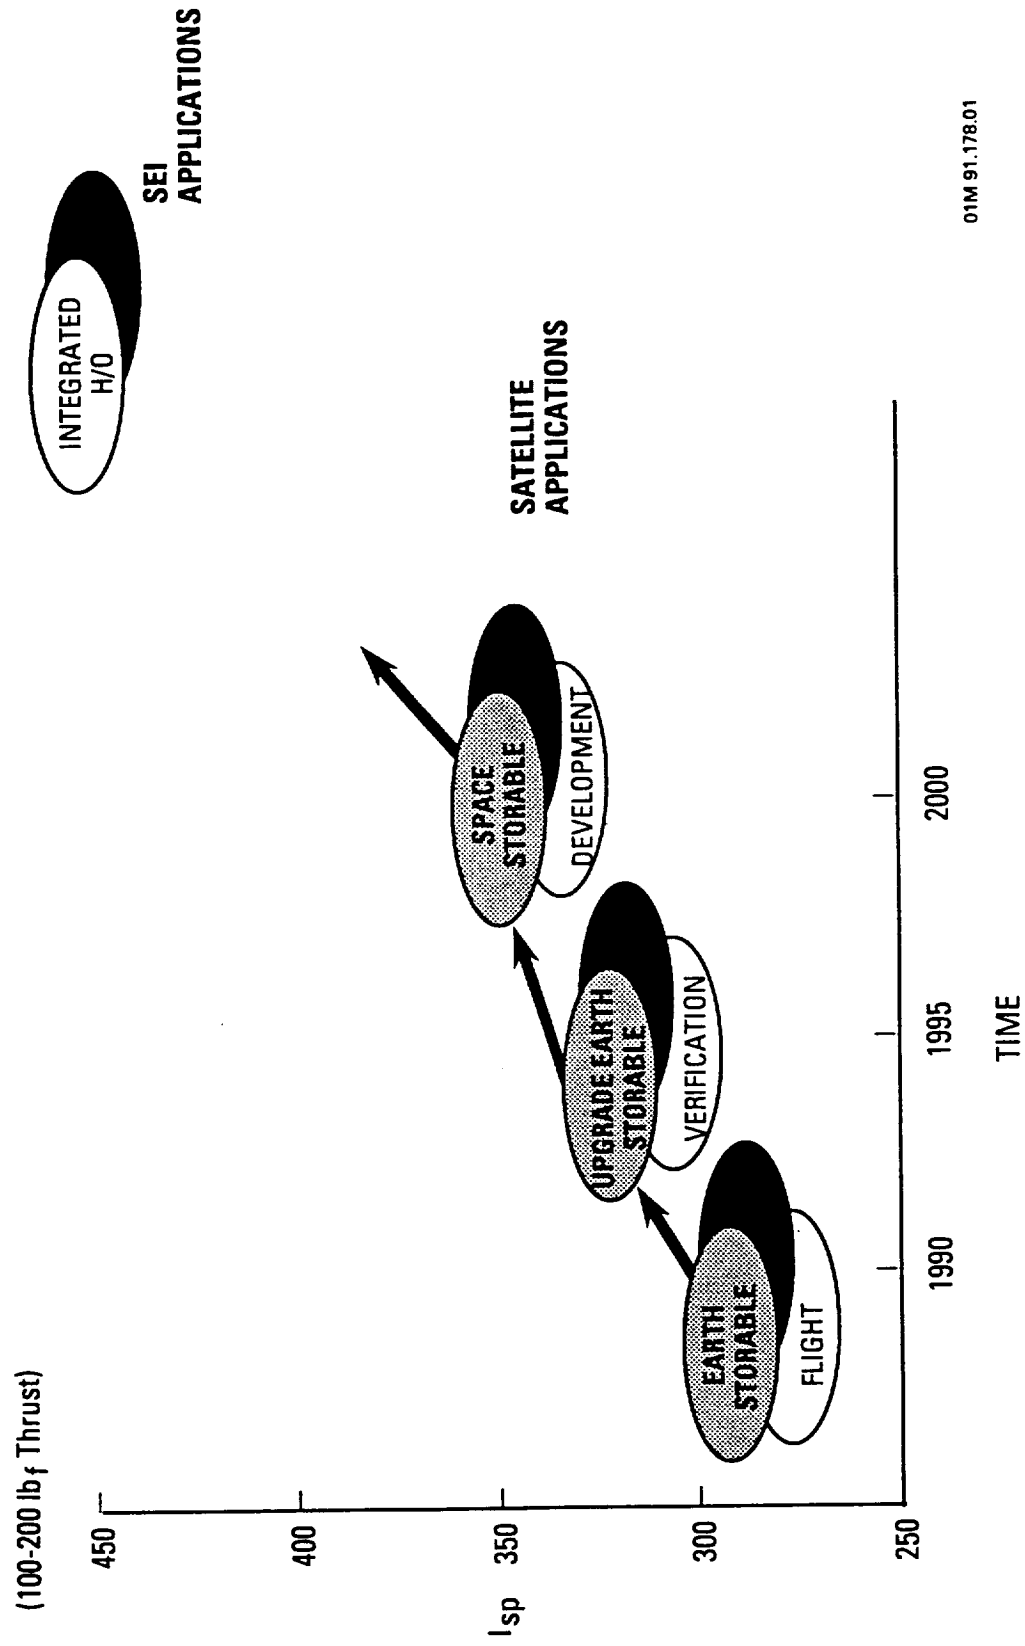 (100-200 lbf Thrust)
450
400
350
300
250
Isp
INTEGRATED
H/O
SEI
APPLICATIONS
SPACE
STORABLE
DEVELOPMENT
SATELLITE
APPLICATIONS
UPGRADE EARTH
STORABLE
VERIFICATION
EARTH
STORABLE
FLIGHT
1990
1995
2000
TIME
01M 91.178.01